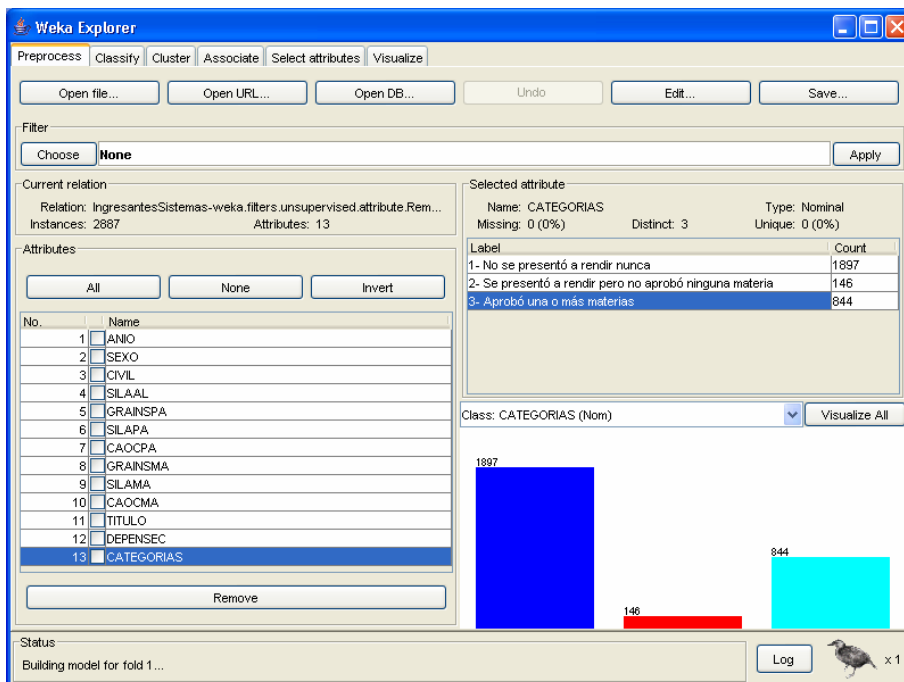 Weka Explorer
Preprocess Classify Cluster Associate Select attributes Visualize
Open file... Open URL... Open DB... Undo Edit... Save...
Filter
Choose None Apply
Current relation
Relation: IngresantesSistemas-weka.filters.unsupervised.attribute.Rem...
Instances: 2887 Attributes: 13
Attributes
All None Invert
No. Name
1 ANIO
2 SEXO
3 CIVIL
4 SILAAL
5 GRAINSPA
6 SILAPA
7 CAOCPA
8 GRAINSMA
9 SILAMA
10 CAOCMA
11 TITULO
12 DEPENSEC
13 CATEGORIAS
Remove
Selected attribute
Name: CATEGORIAS Type: Nominal
Missing: 0 (0%) Distinct: 3 Unique: 0 (0%)
Label Count
1- No se presentó a rendir nunca 1897
2- Se presentó a rendir pero no aprobó ninguna materia 146
3- Aprobó una o más materias 844
Class: CATEGORIAS (Nom) Visualize All
1897
146
844
Status
Building model for fold 1...
Log x 1